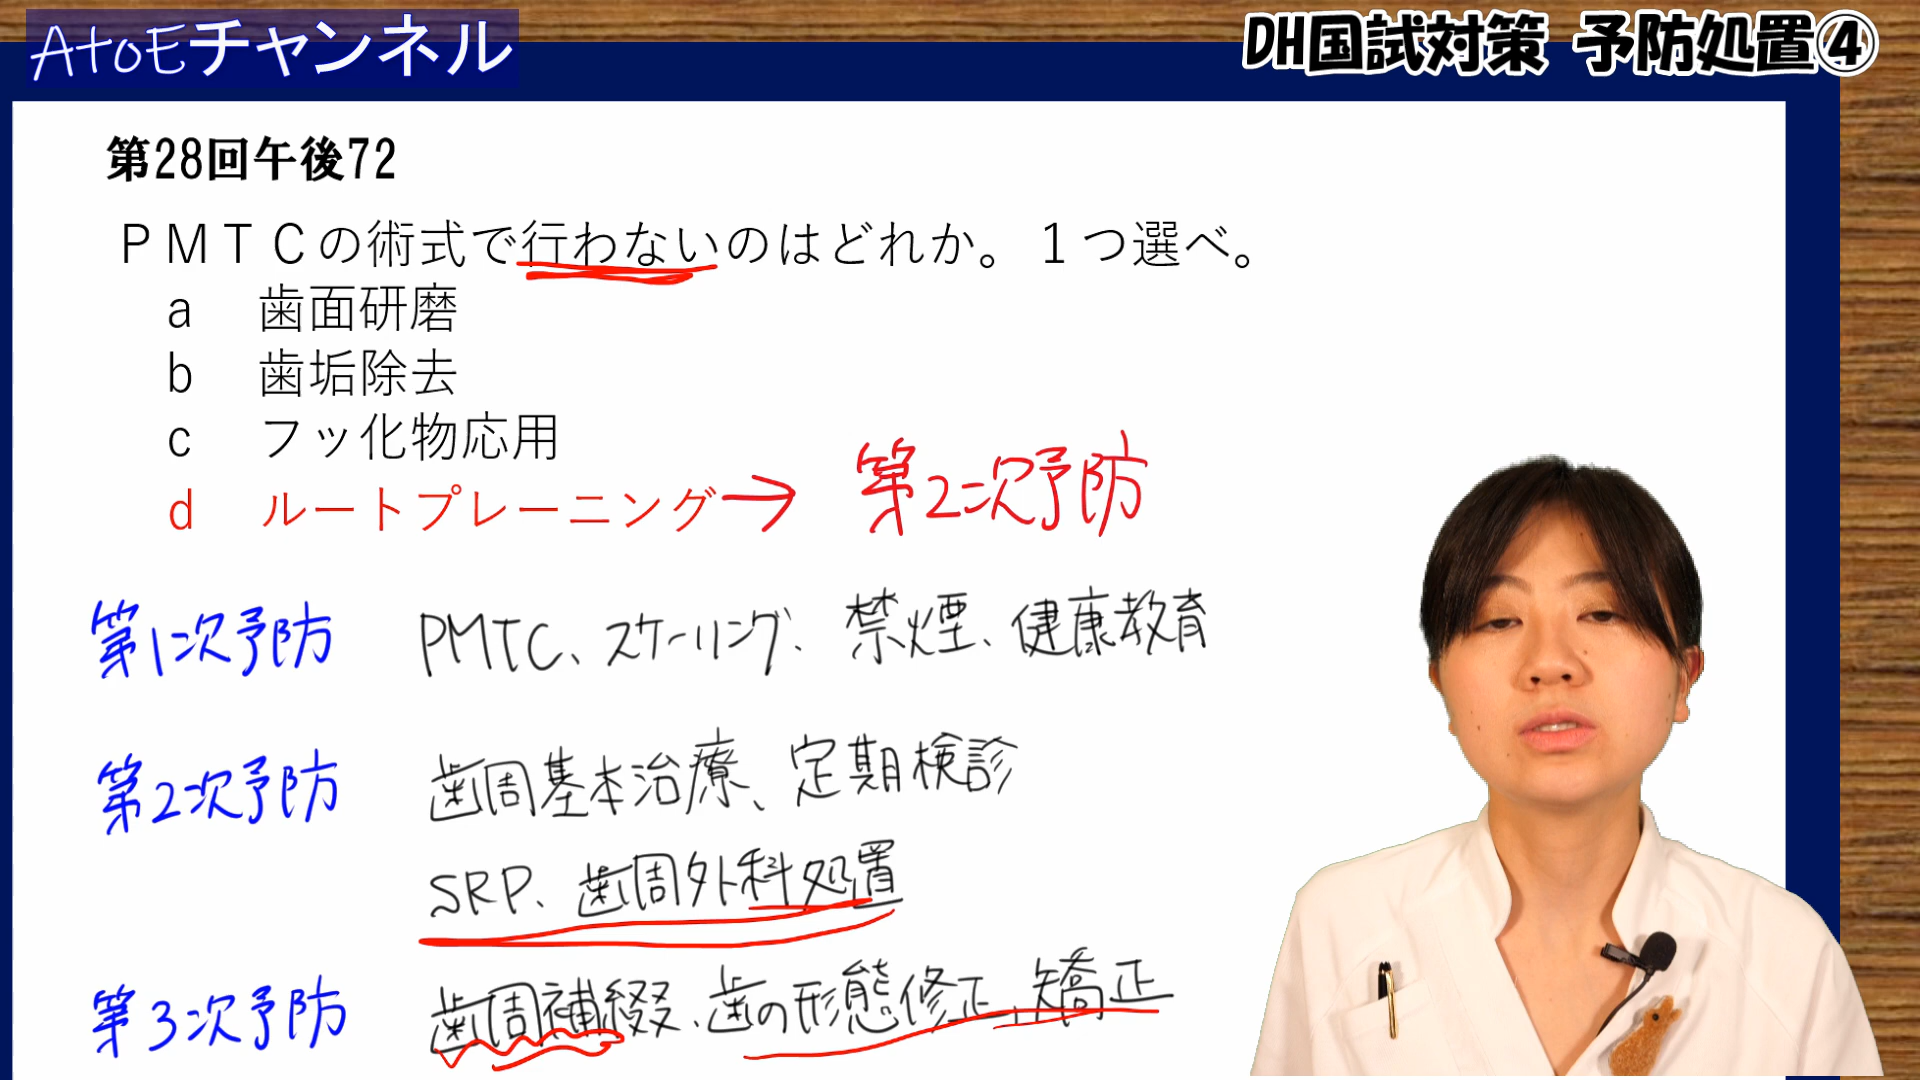 AtoEチャンネル
DH国試対策 予防処置④
第28回午後72
PMTCの術式で行わないのはどれか。1つ選べ。
a 歯面研磨
b 歯垢除去
c フッ化物応用
d ルートプレーニング→ 第2次予防
第1次予防 PMTC、スケーリング、禁煙、健康教育
第2次予防 歯周基本治療、定期検診
SRP、歯周外科処置
第3次予防 歯周補綴、歯の形態修正、矯正